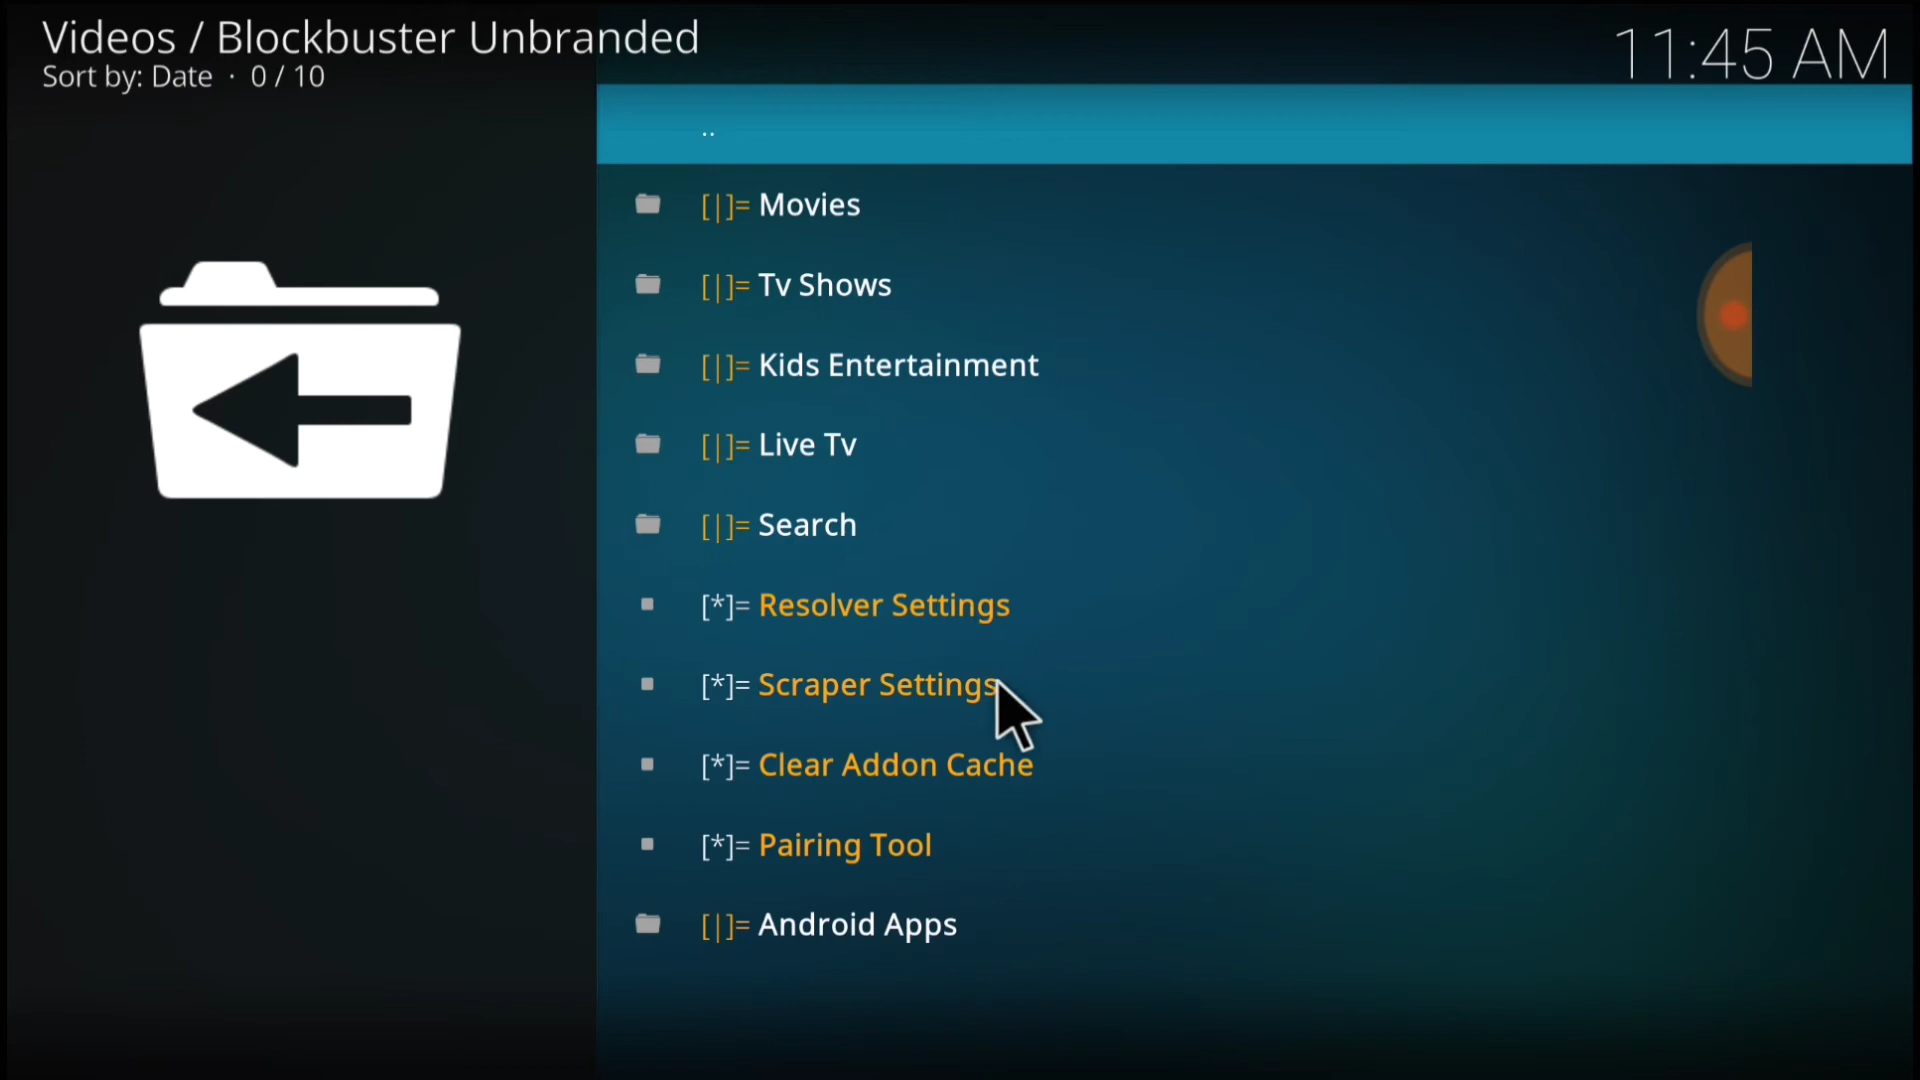 Videos / Blockbuster Unbranded
Sort by: Date · 0 / 10
11:45 AM
..
[|]= Movies
[|]= Tv Shows
[|]= Kids Entertainment
[|]= Live Tv
[|]= Search
[*]= Resolver Settings
[*]= Scraper Settings
[*]= Clear Addon Cache
[*]= Pairing Tool
[|]= Android Apps